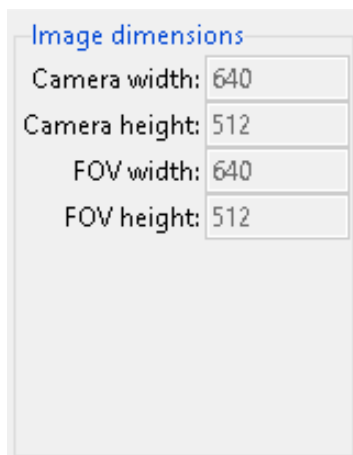 Image dimensions
Camera width: 640
Camera height: 512
FOV width: 640
FOV height: 512